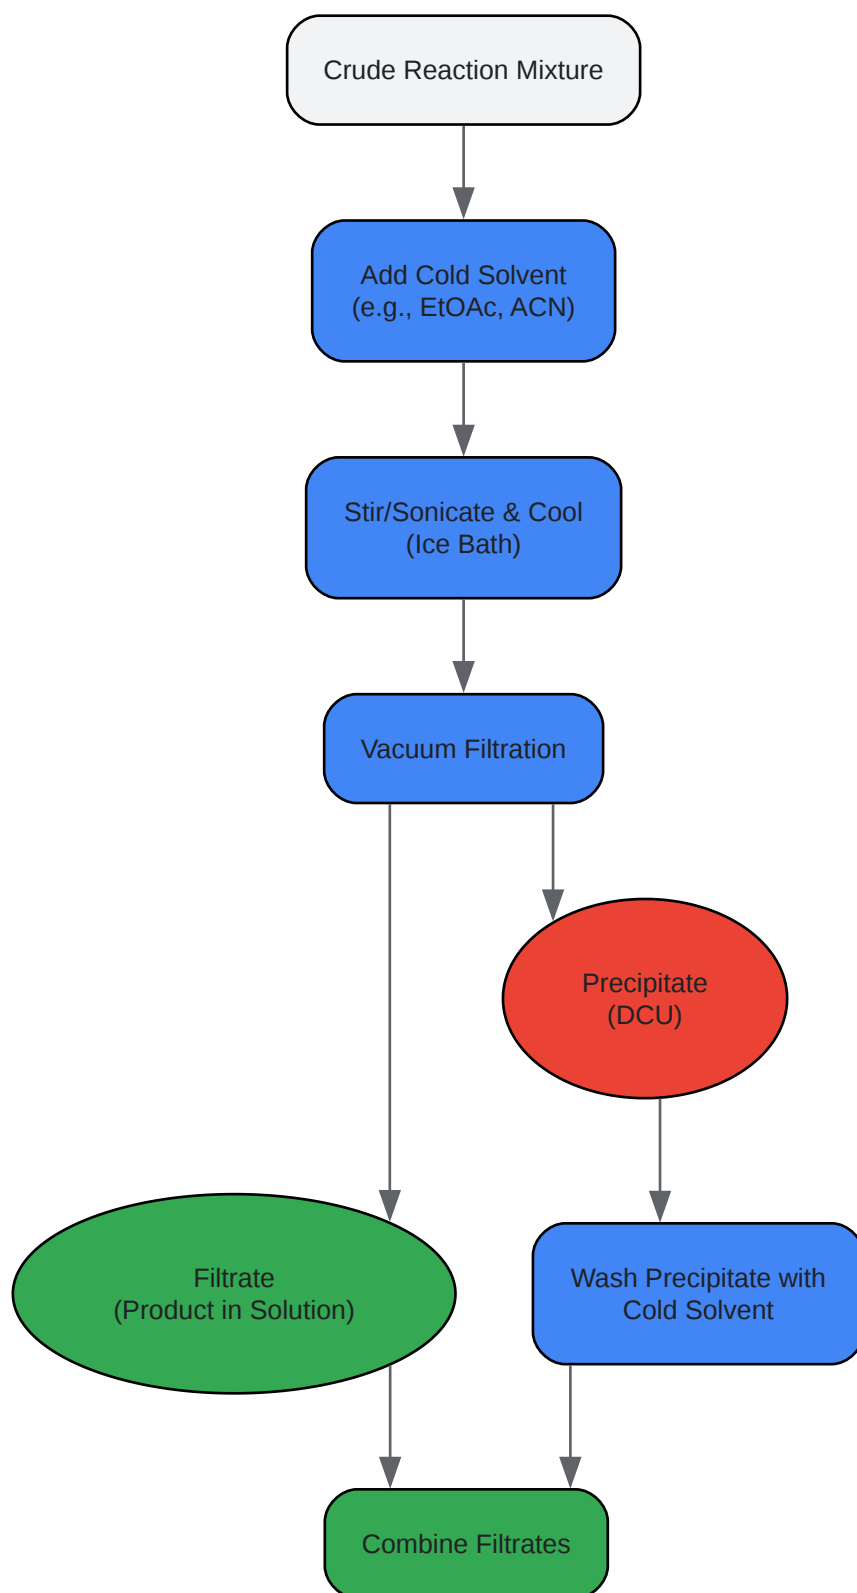 Crude Reaction Mixture
Add Cold Solvent
(e.g., EtOAc, ACN)
Stir/Sonicate & Cool
(Ice Bath)
Vacuum Filtration
Precipitate
(DCU)
Filtrate
(Product in Solution)
Wash Precipitate with
Cold Solvent
Combine Filtrates